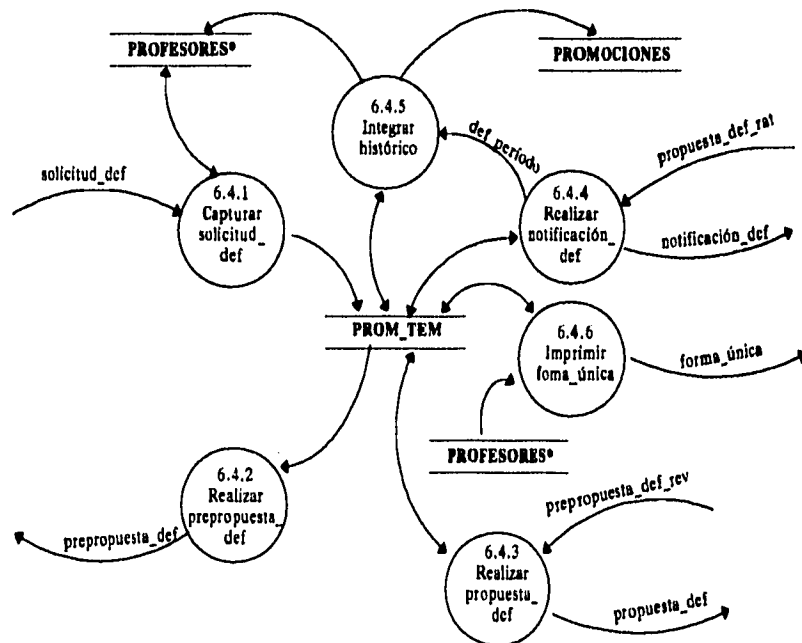 PROFESORES*
PROMOCIONES
6.4.5
Integrar
histórico
def_período
propuesta_def_rat
solicitud_def
6.4.1
Capturar
solicitud_
def
6.4.4
Realizar
notificación_
def
notificación_def
PROM_TEM
6.4.6
Imprimir
foma_única
forma_única
PROFESORES*
6.4.2
Realizar
prepropuesta_
def
prepropuesta_def
prepropuesta_def_rev
6.4.3
Realizar
propuesta_
def
propuesta_def